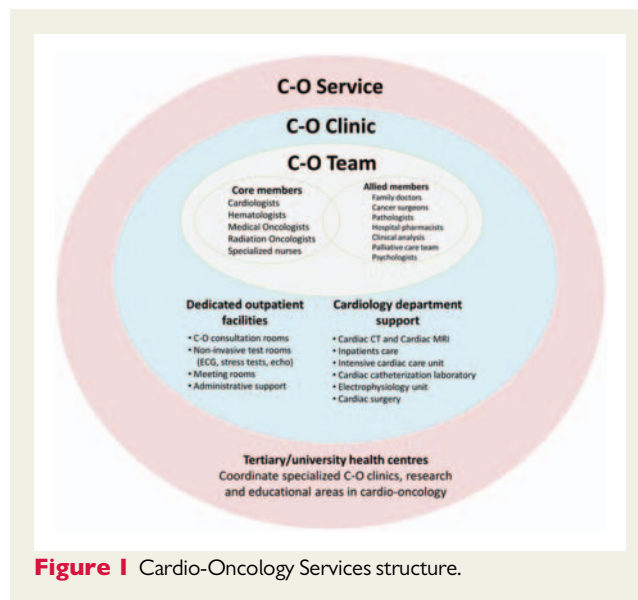 C-O Service
C-O Clinic
C-O Team
Core members
Cardiologists
Hematologists
Medical Oncologists
Radiation Oncologists
Specialized nurses
Allied members
Family doctors
Cancer surgeons
Pathologists
Hospital pharmacists
Clinical analysis
Palliative care team
Psychologists
Dedicated outpatient
facilities
• C-O consultation rooms
• Non-invasive test rooms
(ECG, stress tests, echo)
• Meeting rooms
• Administrative support
Cardiology department
support
• Cardiac CT and Cardiac MRI
• Inpatients care
• Intensive cardiac care unit
• Cardiac catheterization laboratory
• Electrophysiology unit
• Cardiac surgery
Tertiary/university health centres
Coordinate specialized C-O clinics, research
and educational areas in cardio-oncology
Figure 1 Cardio-Oncology Services structure.